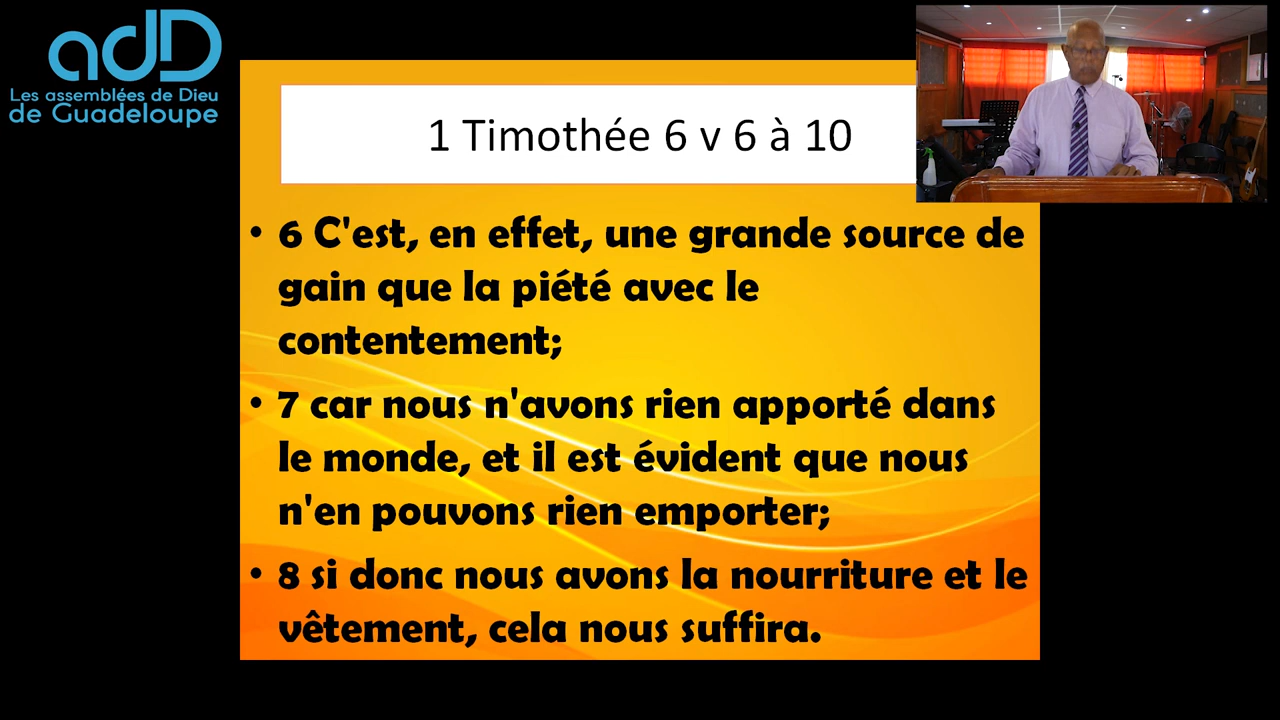 adD
Les assemblées de Dieu
de Guadeloupe
1 Timothée 6 v 6 à 10
• 6 C'est, en effet, une grande source de
gain que la piété avec le
contentement;
• 7 car nous n'avons rien apporté dans
le monde, et il est évident que nous
n'en pouvons rien emporter;
• 8 si donc nous avons la nourriture et le
vêtement, cela nous suffira.